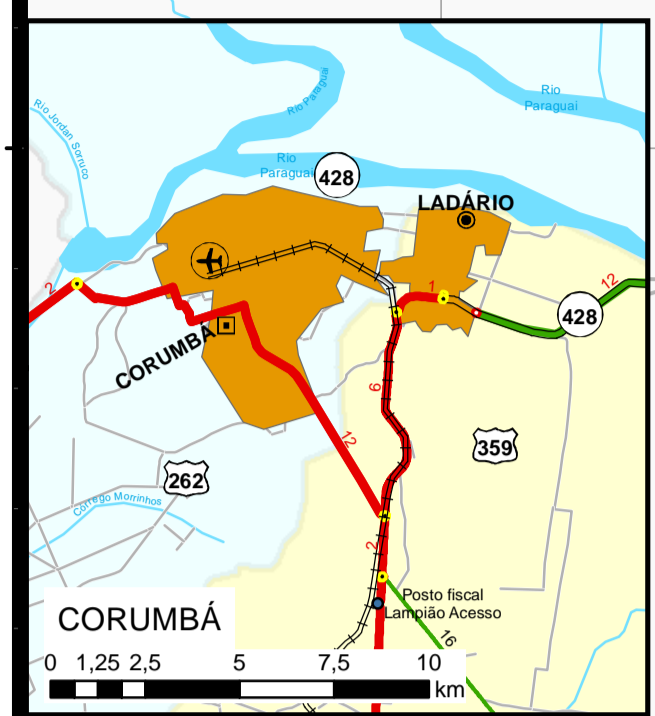 Rio
Paraguai
Rio Paraguai
Rio Jordan Sorruco
Rio
Paraguai
428
LADÁRIO
2
1
12
428
CORUMBÁ
6
12
359
262
Córrego Morrinhos
2
Posto fiscal
Lampião Acesso
16
CORUMBÁ
0 1,25 2,5 5 7,5 10
km